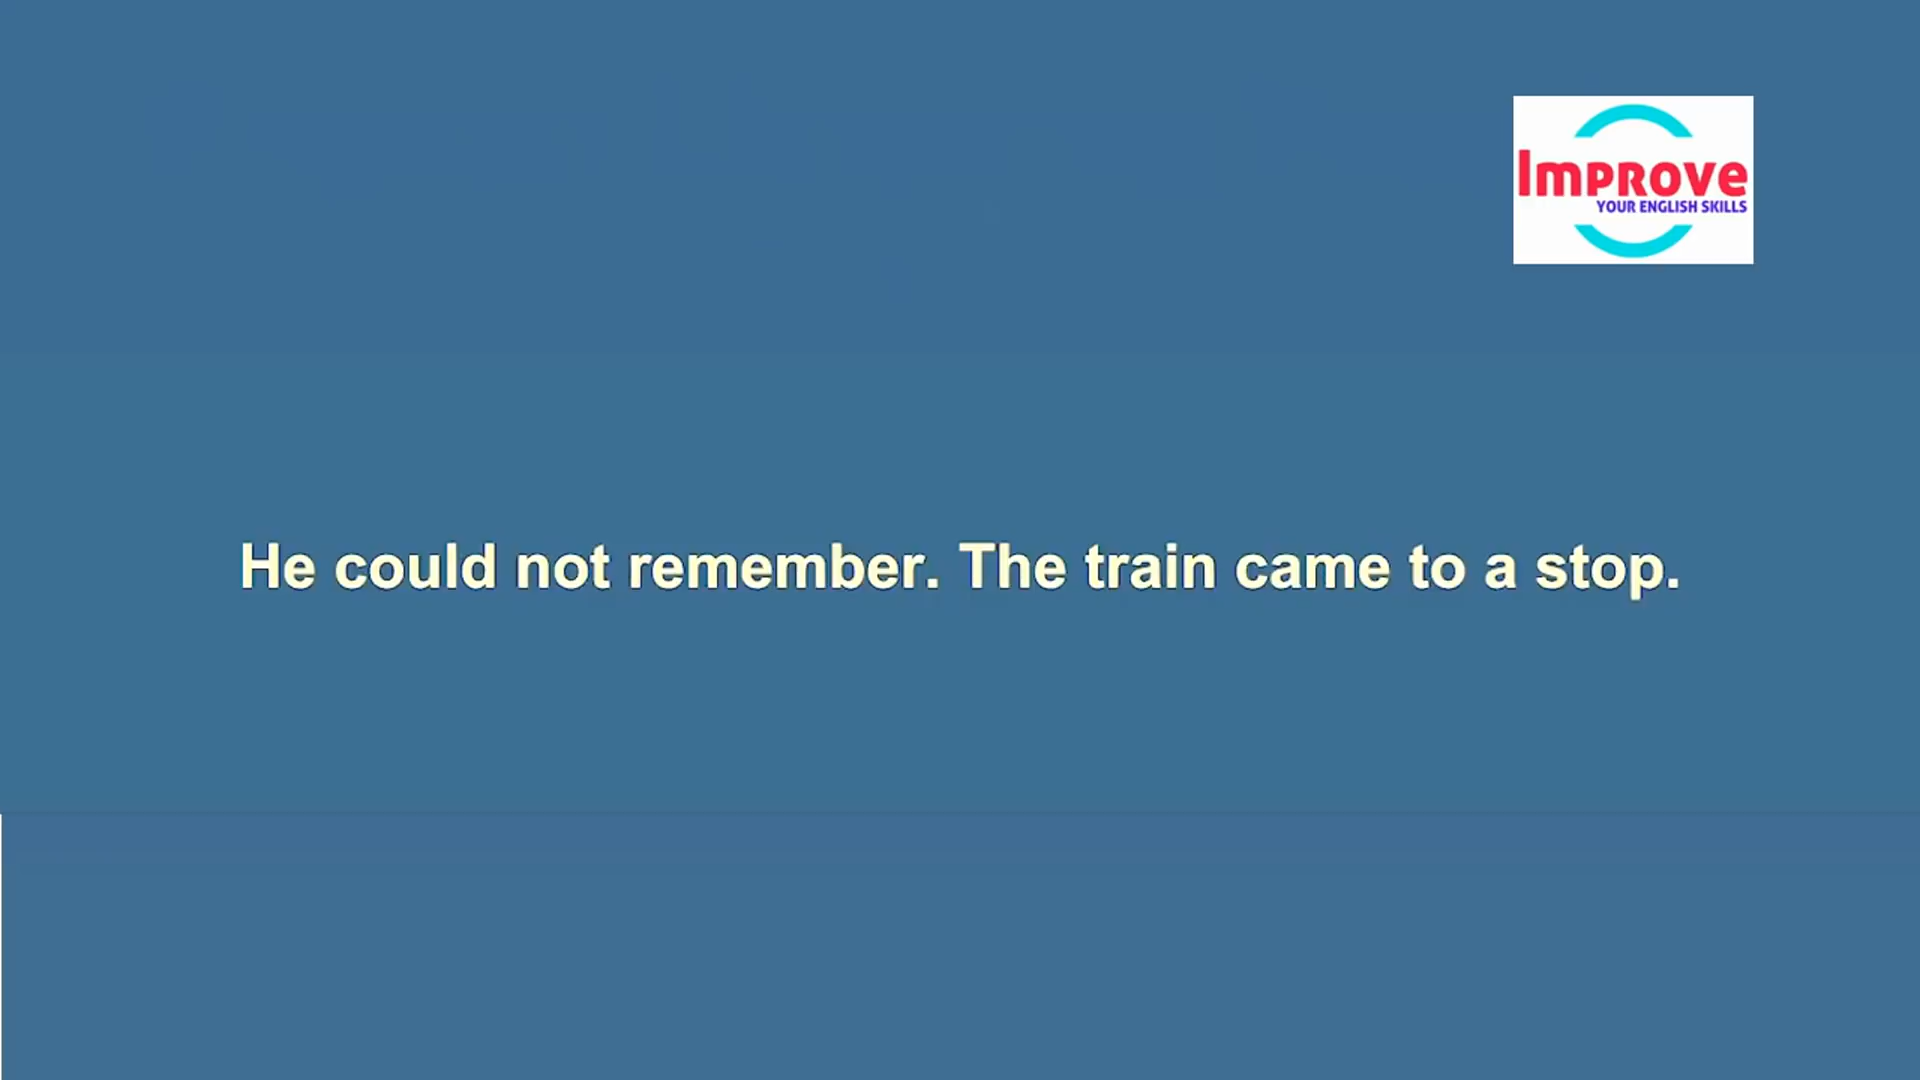 Improve
YOUR ENGLISH SKILLS
He could not remember. The train came to a stop.